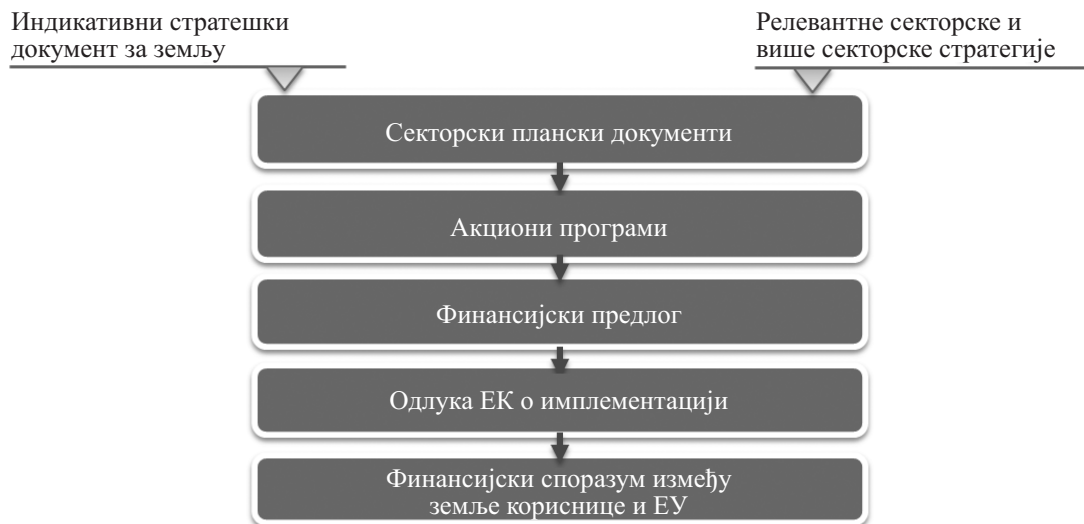 Индикативни стратешки
документ за земљу
Релевантне секторске и
више секторске стратегије
Секторски плански документи
Акциони програми
Финансијски предлог
Одлука ЕК о имплементацији
Финансијски споразум између
земље кориснице и ЕУ